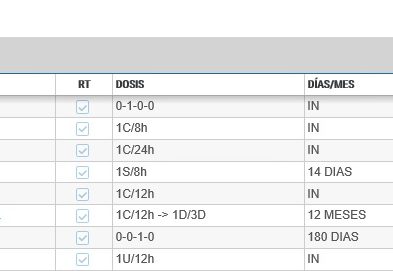 RT DOSIS DÍAS/MES
0-1-0-0 IN
1C/8h IN
1C/24h IN
1S/8h 14 DIAS
1C/12h IN
1C/12h -> 1D/3D 12 MESES
0-0-1-0 180 DIAS
1U/12h IN